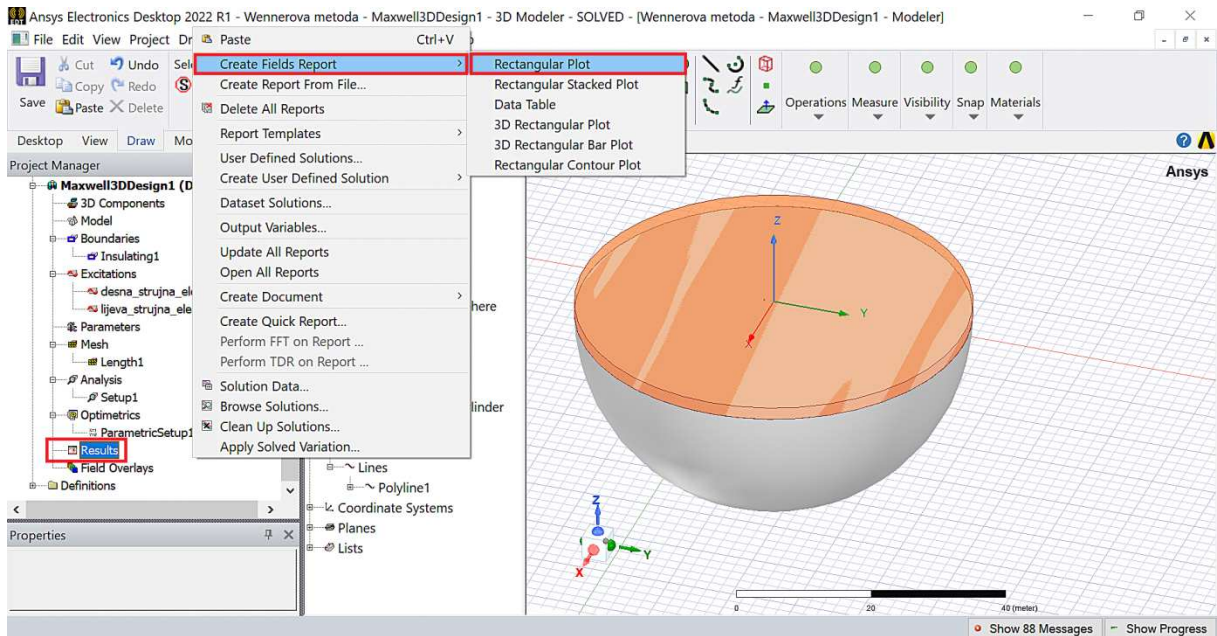 Ansys Electronics Desktop 2022 R1 - Wennerova metoda - Maxwell3DDesign1 - 3D Modeler - SOLVED - [Wennerova metoda - Maxwell3DDesign1 - Modeler]
File Edit View Project Dr
Cut Undo Sel
Copy Redo
Save Paste Delete
Desktop View Draw Mo
Paste Ctrl+V
Create Fields Report
Create Report From File...
Delete All Reports
Report Templates
User Defined Solutions...
Create User Defined Solution
Dataset Solutions...
Output Variables...
Update All Reports
Open All Reports
Create Document
Create Quick Report...
Perform FFT on Report ...
Perform TDR on Report ...
Solution Data...
Browse Solutions...
Clean Up Solutions...
Apply Solved Variation...
Rectangular Plot
Rectangular Stacked Plot
Data Table
3D Rectangular Plot
3D Rectangular Bar Plot
Rectangular Contour Plot
Operations Measure Visibility Snap Materials
Project Manager
Maxwell3DDesign1 (D
3D Components
Model
Boundaries
Insulating1
Excitations
desna_strujna_el
lijeva_strujna_ele
Parameters
Mesh
Length1
Analysis
Setup1
Optimetrics
ParametricSetup1
Results
Field Overlays
Definitions
Properties
here
linder
Lines
Polyline1
Coordinate Systems
Planes
Lists
Ansys
Z
Y
X
Z
Y
X
0 20 40 (meter)
Show 88 Messages Show Progress